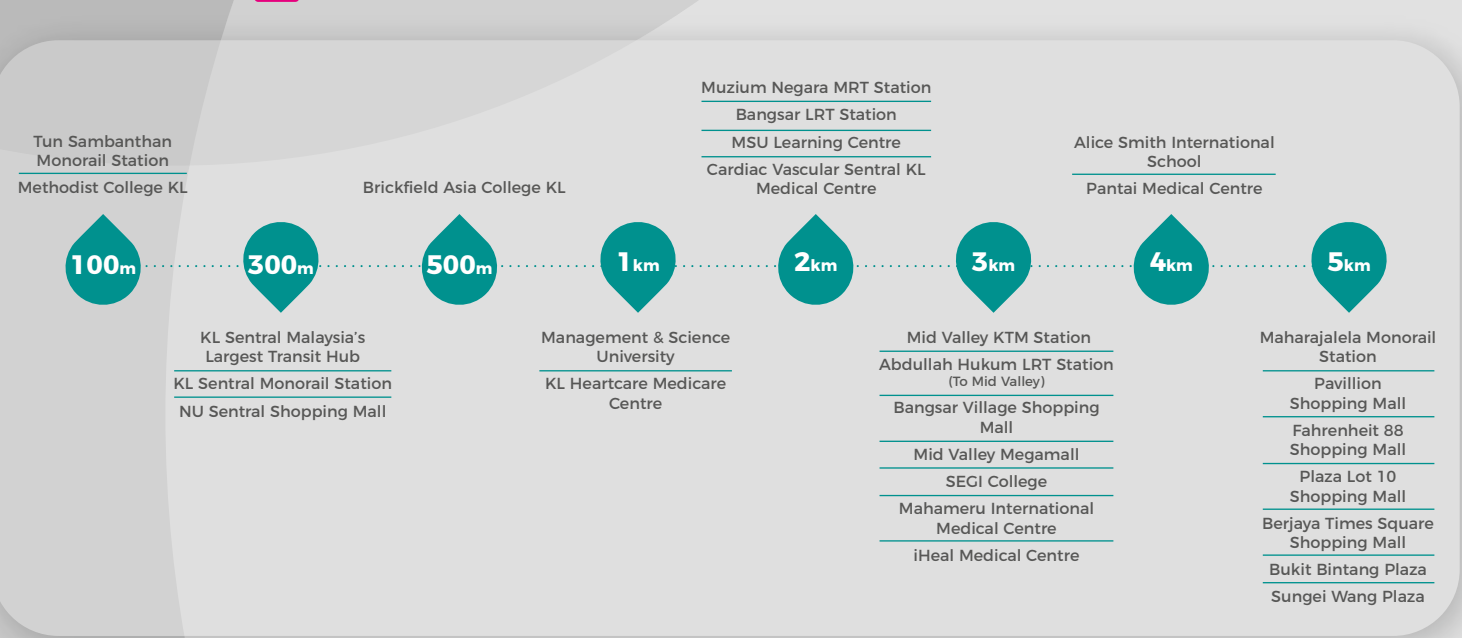 Tun Sambanthan
Monorail Station
Methodist College KL
100m
300m
KL Sentral Malaysia's
Largest Transit Hub
KL Sentral Monorail Station
NU Sentral Shopping Mall
Brickfield Asia College KL
500m
1km
Management & Science
University
KL Heartcare Medicare
Centre
Muzium Negara MRT Station
Bangsar LRT Station
MSU Learning Centre
Cardiac Vascular Sentral KL
Medical Centre
2km
3km
Mid Valley KTM Station
Abdullah Hukum LRT Station
(To Mid Valley)
Bangsar Village Shopping
Mall
Mid Valley Megamall
SEGI College
Mahameru International
Medical Centre
iHeal Medical Centre
Alice Smith International
School
Pantai Medical Centre
4km
5km
Maharajalela Monorail
Station
Pavillion
Shopping Mall
Fahrenheit 88
Shopping Mall
Plaza Lot 10
Shopping Mall
Berjaya Times Square
Shopping Mall
Bukit Bintang Plaza
Sungei Wang Plaza